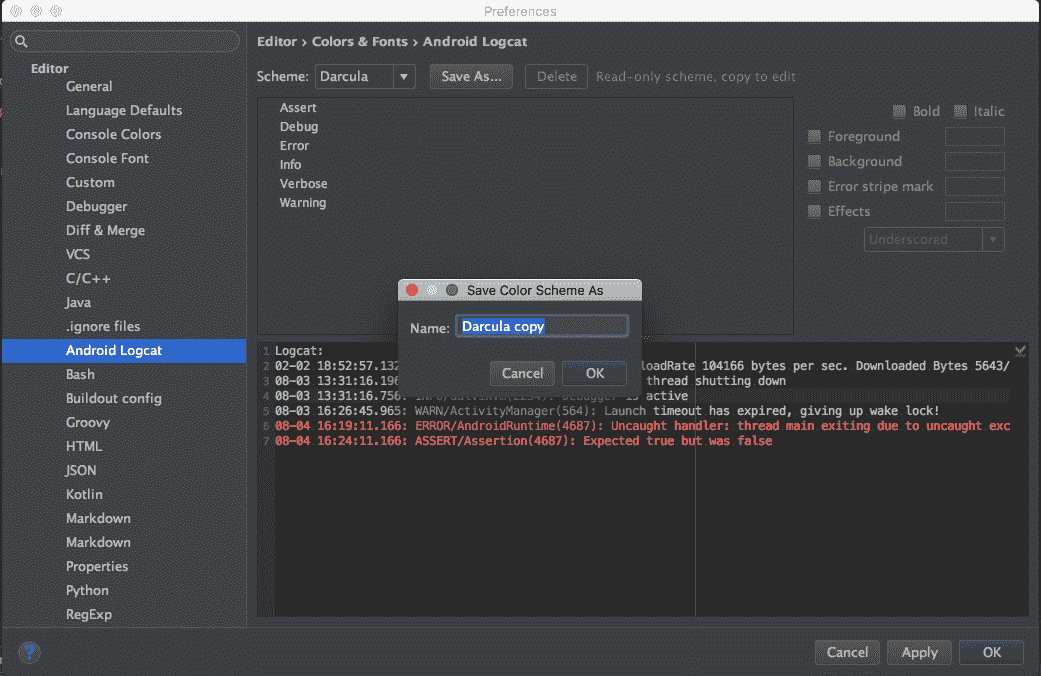 Preferences
Editor › Colors & Fonts › Android Logcat
Scheme: Darcula Save As... Delete Read-only scheme, copy to edit
Editor
General
Language Defaults
Console Colors
Console Font
Custom
Debugger
Diff & Merge
VCS
C/C++
Java
.ignore files
Android Logcat
Bash
Buildout config
Groovy
HTML
JSON
Kotlin
Markdown
Markdown
Properties
Python
RegExp
Assert
Debug
Error
Info
Verbose
Warning
Bold Italic
Foreground
Background
Error stripe mark
Effects
Underscored
Save Color Scheme As
Name: Darcula copy
Cancel OK
1 Logcat:
2 02-02 18:52:57.132 loadRate 104166 bytes per sec. Downloaded Bytes 5643/
3 08-03 13:31:16.196 thread shutting down
4 08-03 13:31:16.756: INFO/dalvikvm(2234): Debugger is active
5 08-03 16:26:45.965: WARN/ActivityManager(564): Launch timeout has expired, giving up wake lock!
6 08-04 16:19:11.166: ERROR/AndroidRuntime(4687): Uncaught handler: thread main exiting due to uncaught exc
7 08-04 16:24:11.166: ASSERT/Assertion(4687): Expected true but was false
? Cancel Apply OK